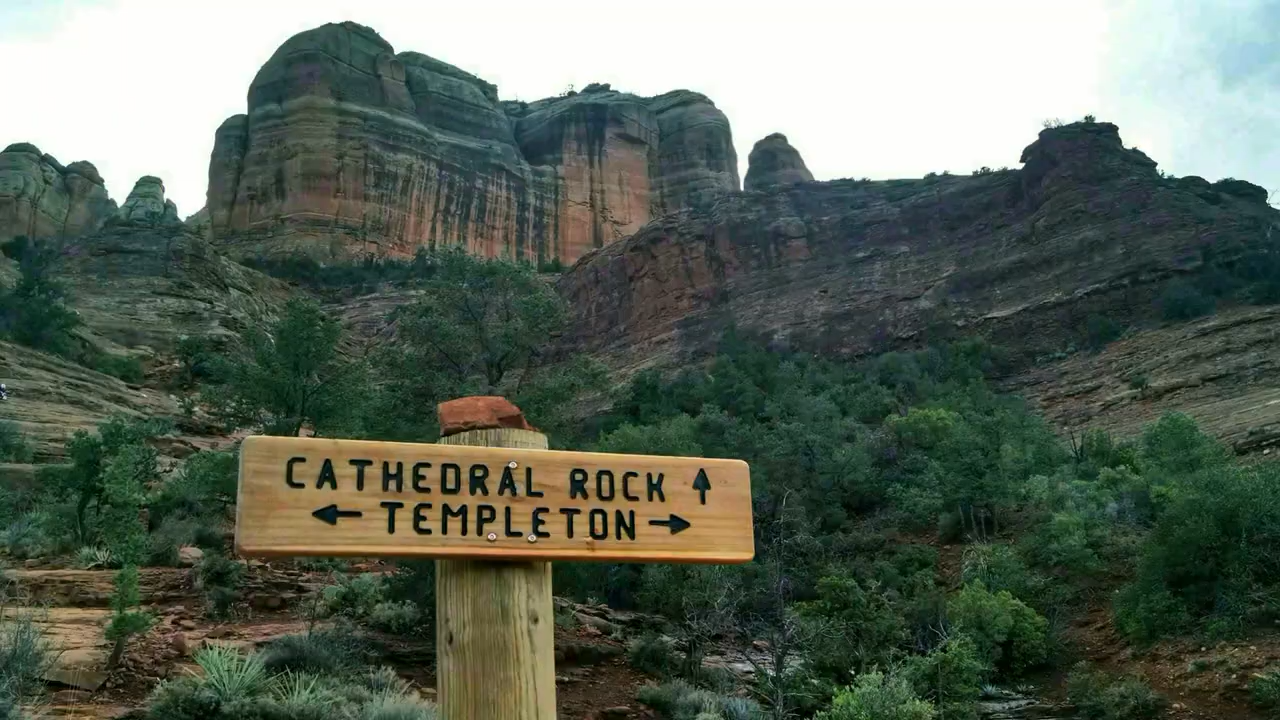 CATHEDRAL ROCK ↑
← TEMPLETON →